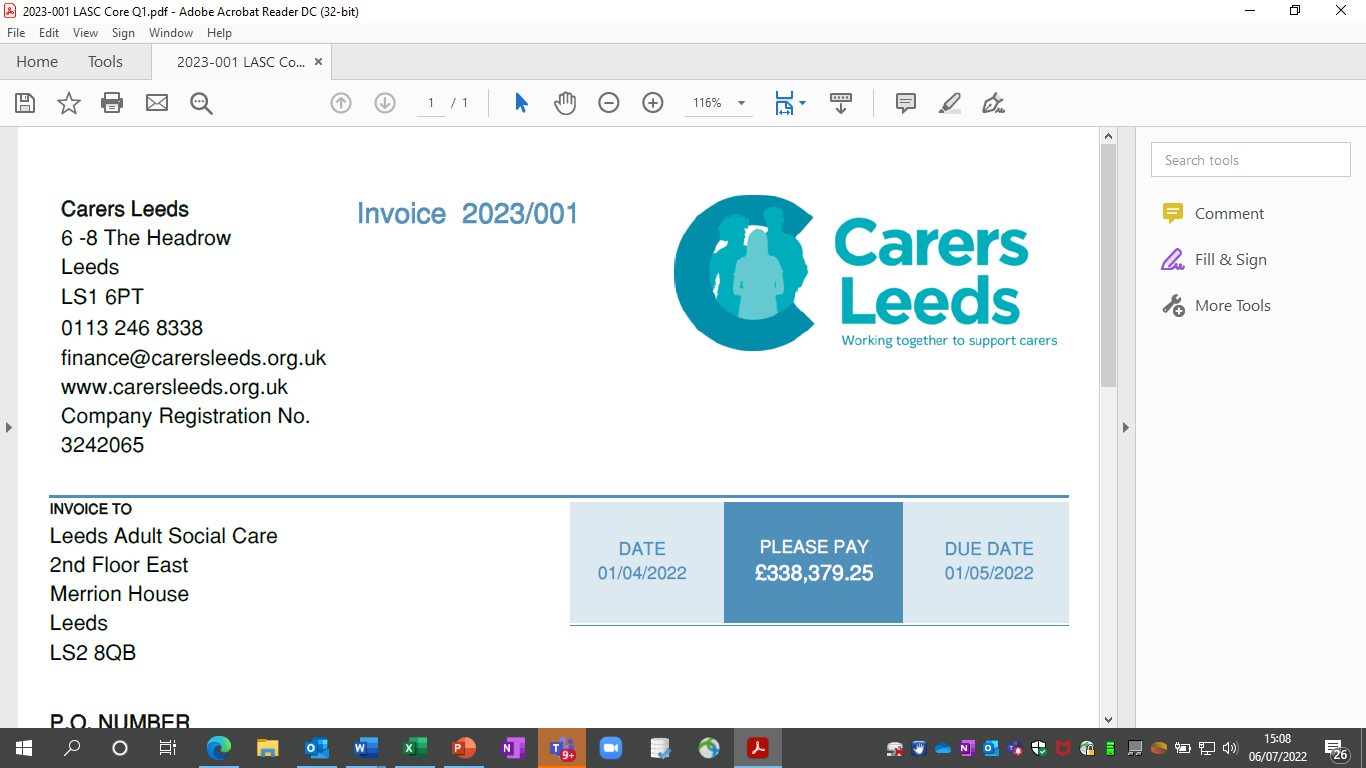 2023-001 LASC Core Q1.pdf - Adobe Acrobat Reader DC (32-bit)
File Edit View Sign Window Help
Home Tools 2023-001 LASC Co...
1 / 1 116%
Search tools
Comment
Fill & Sign
More Tools
Carers Leeds
6 -8 The Headrow
Leeds
LS1 6PT
0113 246 8338
finance@carersleeds.org.uk
www.carersleeds.org.uk
Company Registration No.
3242065
Invoice 2023/001
Carers
Leeds
Working together to support carers
INVOICE TO
Leeds Adult Social Care
2nd Floor East
Merrion House
Leeds
LS2 8QB
DATE
01/04/2022
PLEASE PAY
£338,379.25
DUE DATE
01/05/2022
P.O. NUMBER
9+
15:08
06/07/2022
26